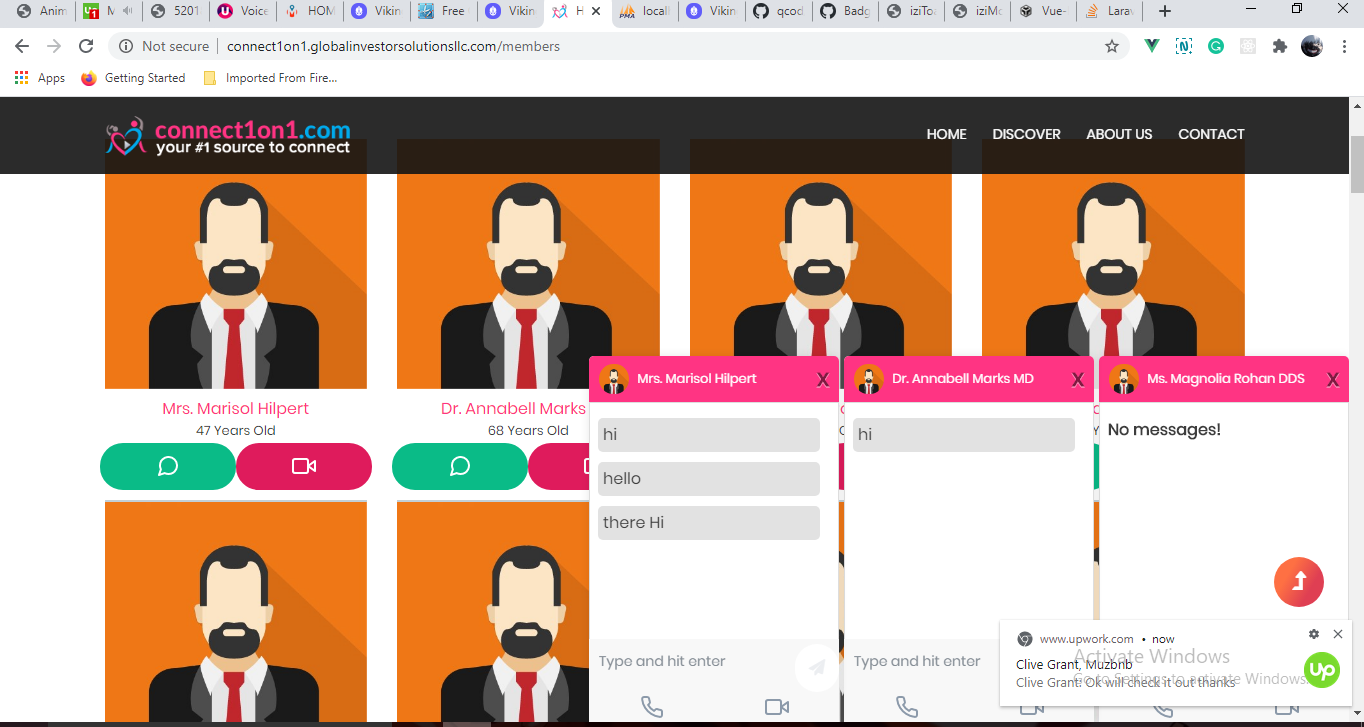 Anim
M
5201
Voice
HOM
Vikin
Free
Vikin
H
locall
Vikin
qcod
Badg
iziToa
iziMo
Vue-
Larav
Not secure
connect1on1.globalinvestorsolutionsllc.com/members
Apps
Getting Started
Imported From Fire...
connect1on1.com
your #1 source to connect
HOME
DISCOVER
ABOUT US
CONTACT
Mrs. Marisol Hilpert
47 Years Old
Dr. Annabell Marks
68 Years Old
Mrs. Marisol Hilpert
X
hi
hello
there Hi
Type and hit enter
Dr. Annabell Marks MD
X
hi
Type and hit enter
Ms. Magnolia Rohan DDS
X
No messages!
www.upwork.com • now
Clive Grant, Muzbnb
Clive Grant: Ok will check it out thanks
up
Activate Windows
Go to Settings to activate Windows.